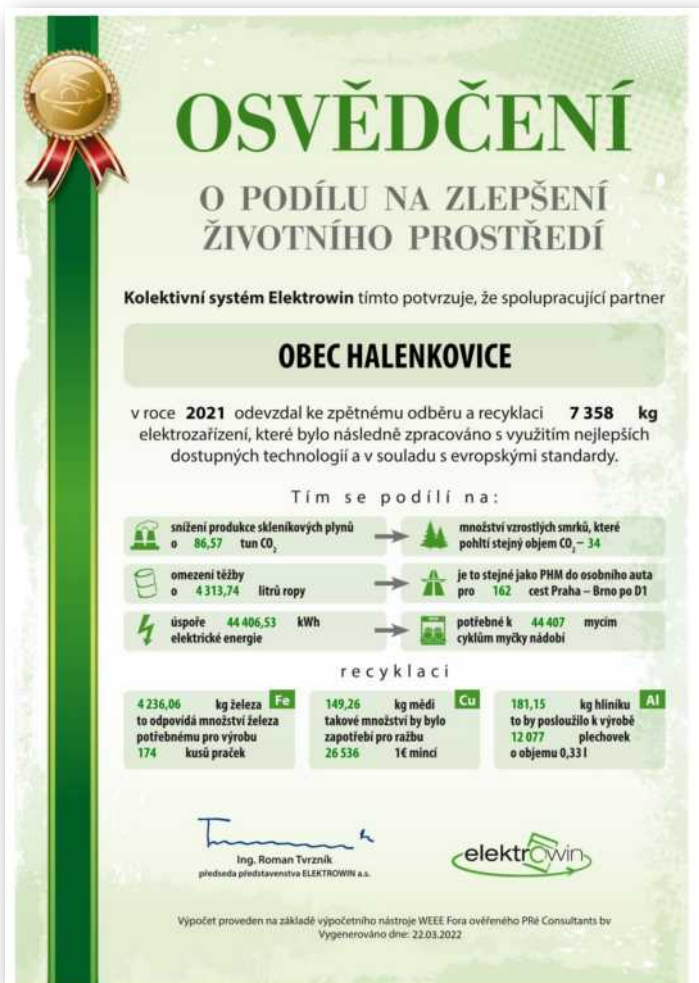 OSVĚDČENÍ
O PODÍLU NA ZLEPŠENÍ
ŽIVOTNÍHO PROSTŘEDÍ
Kolektivní systém Elektrowin tímto potvrzuje, že spolupracující partner
OBEC HALENKOVICE
v roce 2021 odevzdal ke zpětnému odběru a recyklaci 7 358 kg
elektrozařízení, které bylo následně zpracováno s využitím nejlepších
dostupných technologií a v souladu s evropskými standardy.
Tím se podílí na:
snížení produkce skleníkových plynů
o 86,57 tun CO₂
množství vzrostlých smrků, které
pohltí stejný objem CO₂ – 34
omezení těžby
o 4 313,74 litrů ropy
je to stejné jako PHM do osobního auta
pro 162 cest Praha – Brno po D1
úspoře 44 406,53 kWh
elektrické energie
potřebné k 44 407 mycím
cyklům myčky nádobí
recyklaci
4 236,06 kg železa Fe
to odpovídá množství železa
potřebnému pro výrobu
174 kusů praček
149,26 kg mědi Cu
takové množství by bylo
zapotřebí pro ražbu
26 536 1€ mincí
181,15 kg hliníku Al
to by posloužilo k výrobě
12 077 plechovek
o objemu 0,33 l
Ing. Roman Tvrzník
předseda představenstva ELEKTROWIN a.s.
elektrowin
Výpočet proveden na základě výpočetního nástroje WEEE Fora ověřeného PRé Consultants bv
Vygenerováno dne: 22.03.2022